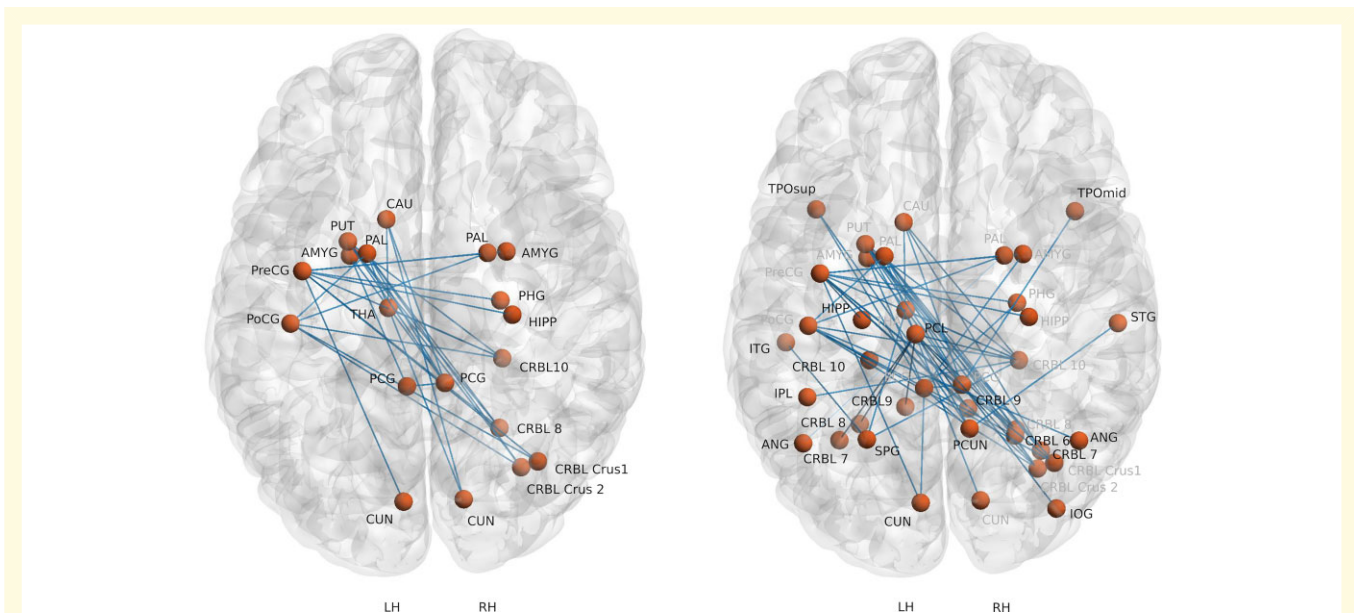 CAU
PUT
PAL
AMYG
PAL
AMYG
PreCG
PHG
THA
HIPP
PoCG
CRBL10
PCG
PCG
CRBL 8
CRBL Crus1
CRBL Crus 2
CUN
CUN
LH
RH
TPOsup
TPOmid
CAU
PUT
PAL
AMYG
PAL
AMYG
PreCG
PHG
HIPP
HIPP
PoCG
STG
PCL
ITG
CRBL 10
CRBL 10
IPL
CRBL9
CRBL 9
CRBL 8
CRBL 8
ANG
CRBL 7
SPG
PCUN
CRBL 6
ANG
CRBL 7
CRBL Crus1
CRBL Crus 2
CUN
CUN
IOG
LH
RH